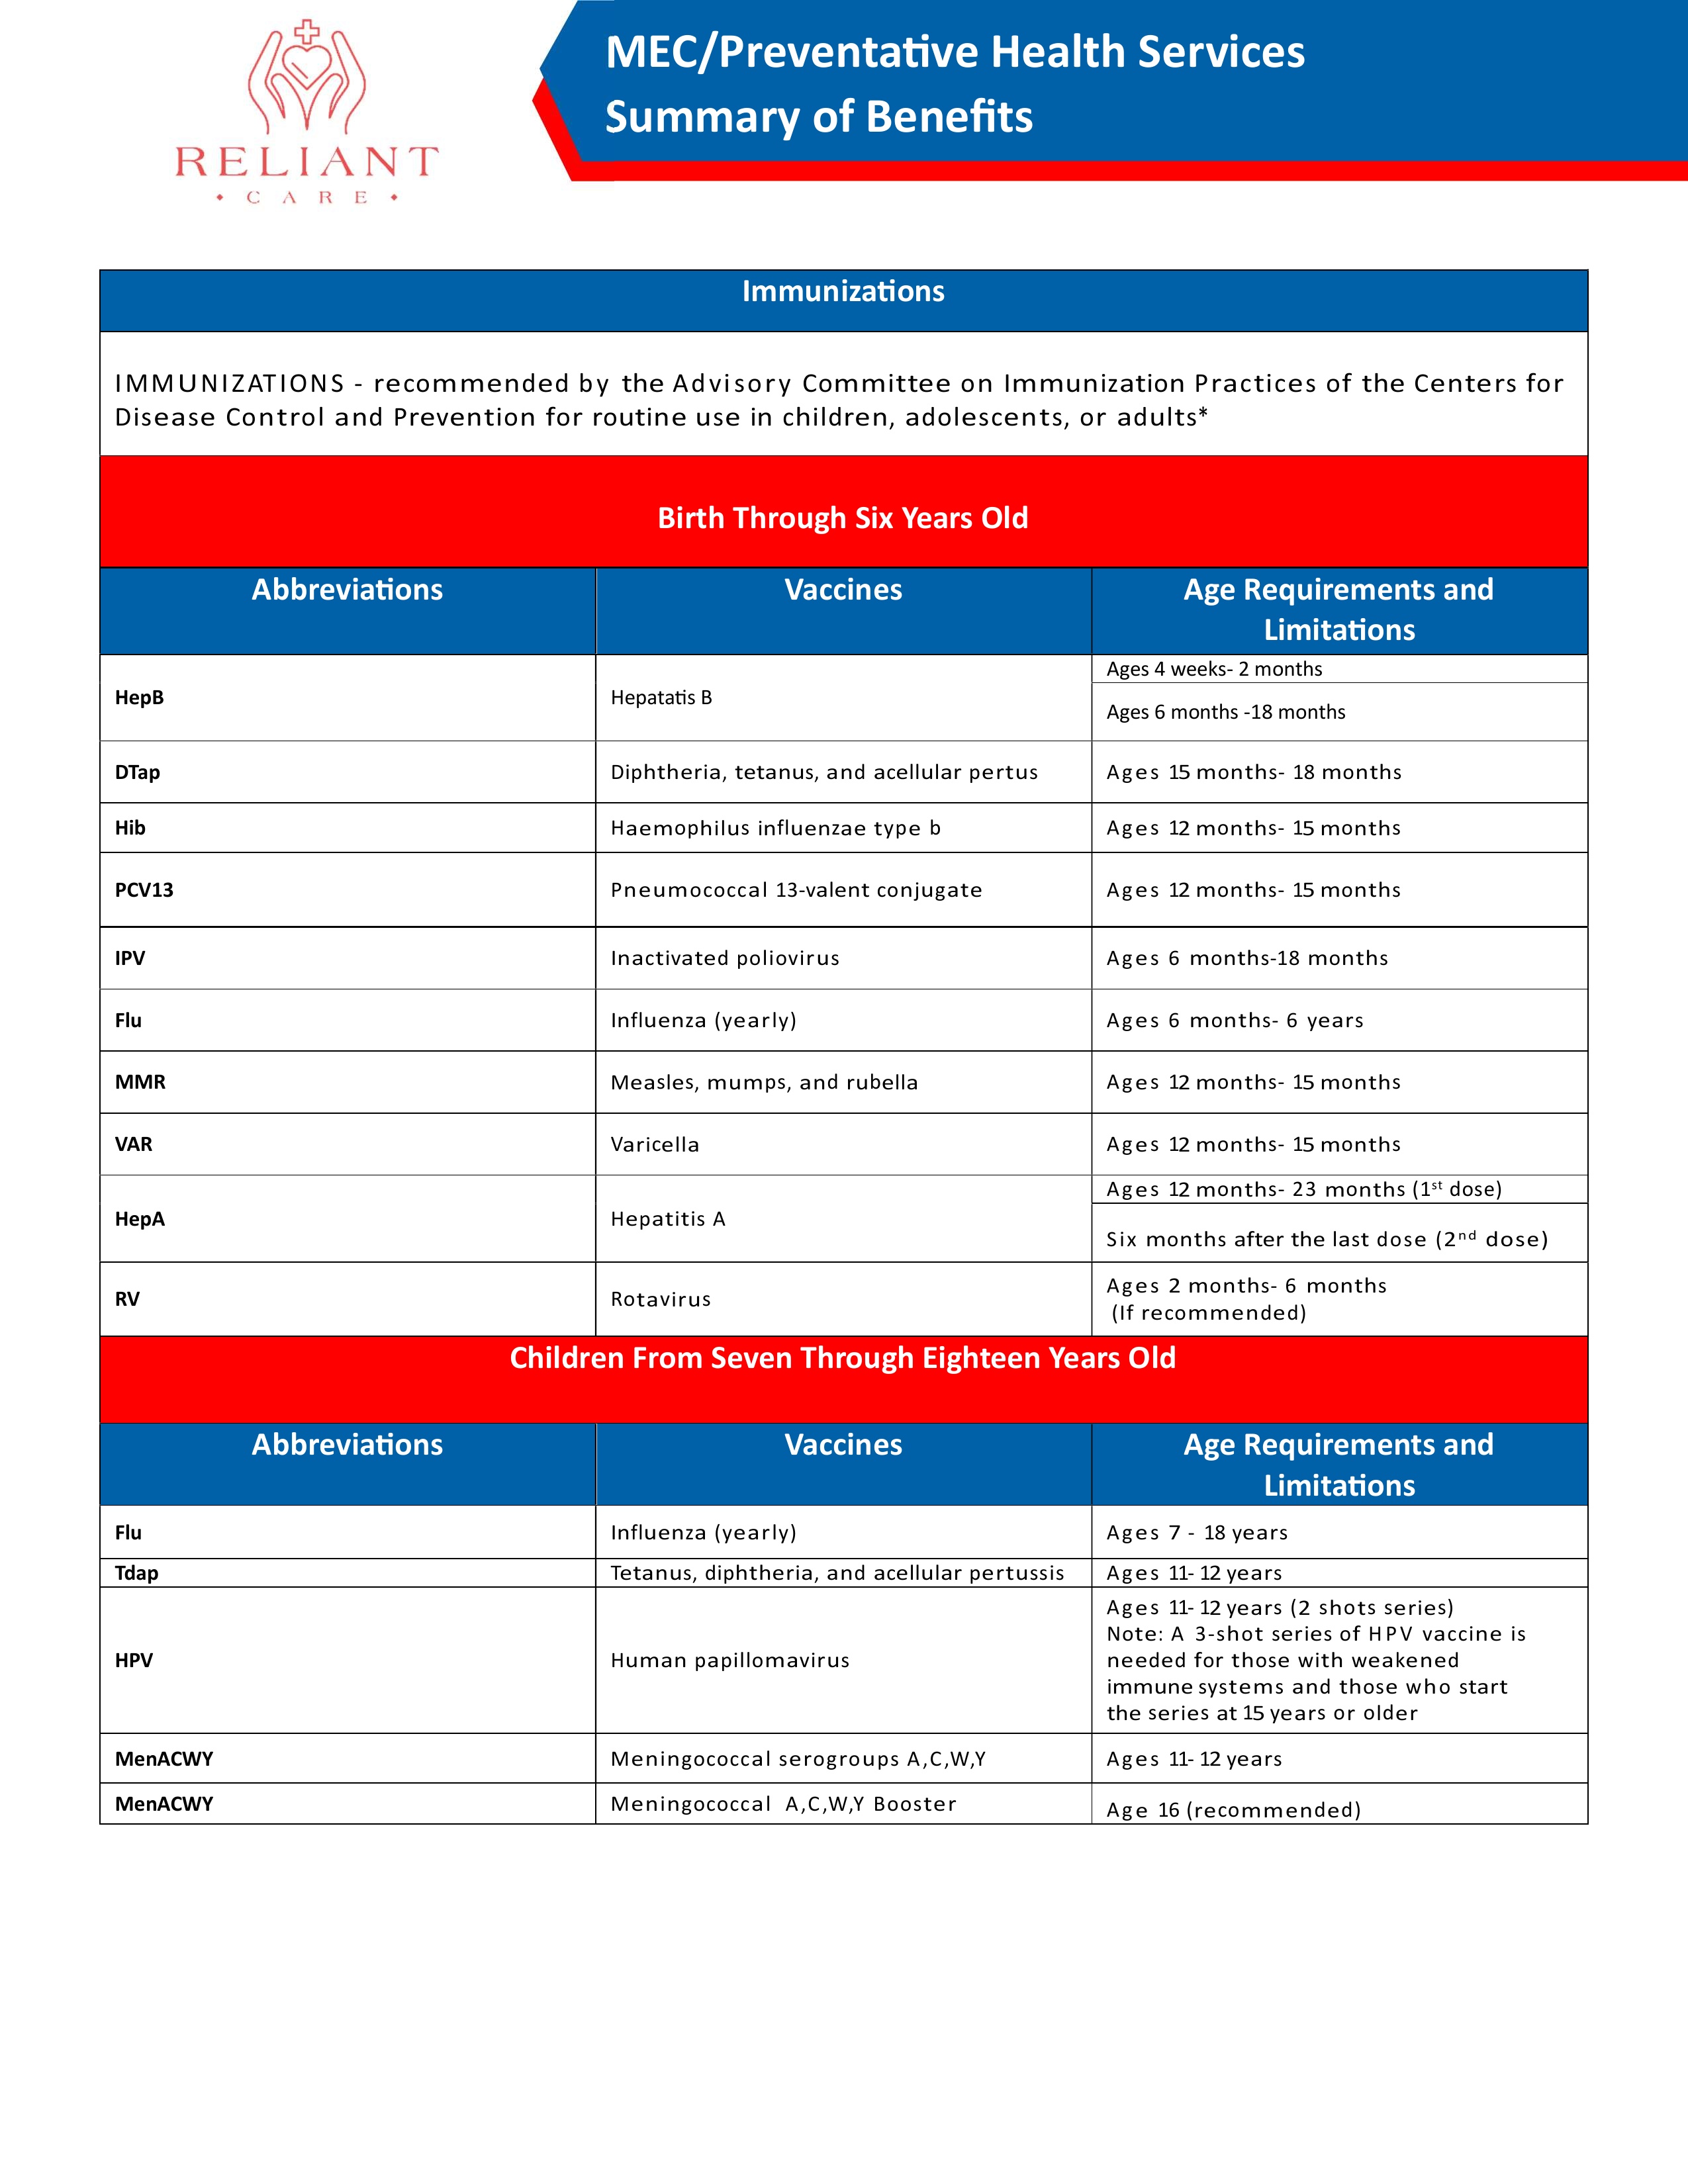 RELIANT
• CARE •
MEC/Preventative Health Services
Summary of Benefits
Immunizations
IMMUNIZATIONS - recommended by the Advisory Committee on Immunization Practices of the Centers for
Disease Control and Prevention for routine use in children, adolescents, or adults*
Birth Through Six Years Old
Abbreviations Vaccines Age Requirements and
Limitations
HepB Hepatatis B Ages 4 weeks- 2 months
Ages 6 months -18 months
DTap Diphtheria, tetanus, and acellular pertus Ages 15 months- 18 months
Hib Haemophilus influenzae type b Ages 12 months- 15 months
PCV13 Pneumococcal 13-valent conjugate Ages 12 months- 15 months
IPV Inactivated poliovirus Ages 6 months-18 months
Flu Influenza (yearly) Ages 6 months- 6 years
MMR Measles, mumps, and rubella Ages 12 months- 15 months
VAR Varicella Ages 12 months- 15 months
HepA Hepatitis A Ages 12 months- 23 months (1st dose)
Six months after the last dose (2nd dose)
RV Rotavirus Ages 2 months- 6 months
(If recommended)
Children From Seven Through Eighteen Years Old
Abbreviations Vaccines Age Requirements and
Limitations
Flu Influenza (yearly) Ages 7 - 18 years
Tdap Tetanus, diphtheria, and acellular pertussis Ages 11- 12 years
HPV Human papillomavirus Ages 11- 12 years (2 shots series)
Note: A 3-shot series of HPV vaccine is
needed for those with weakened
immune systems and those who start
the series at 15 years or older
MenACWY Meningococcal serogroups A,C,W,Y Ages 11- 12 years
MenACWY Meningococcal A,C,W,Y Booster Age 16 (recommended)